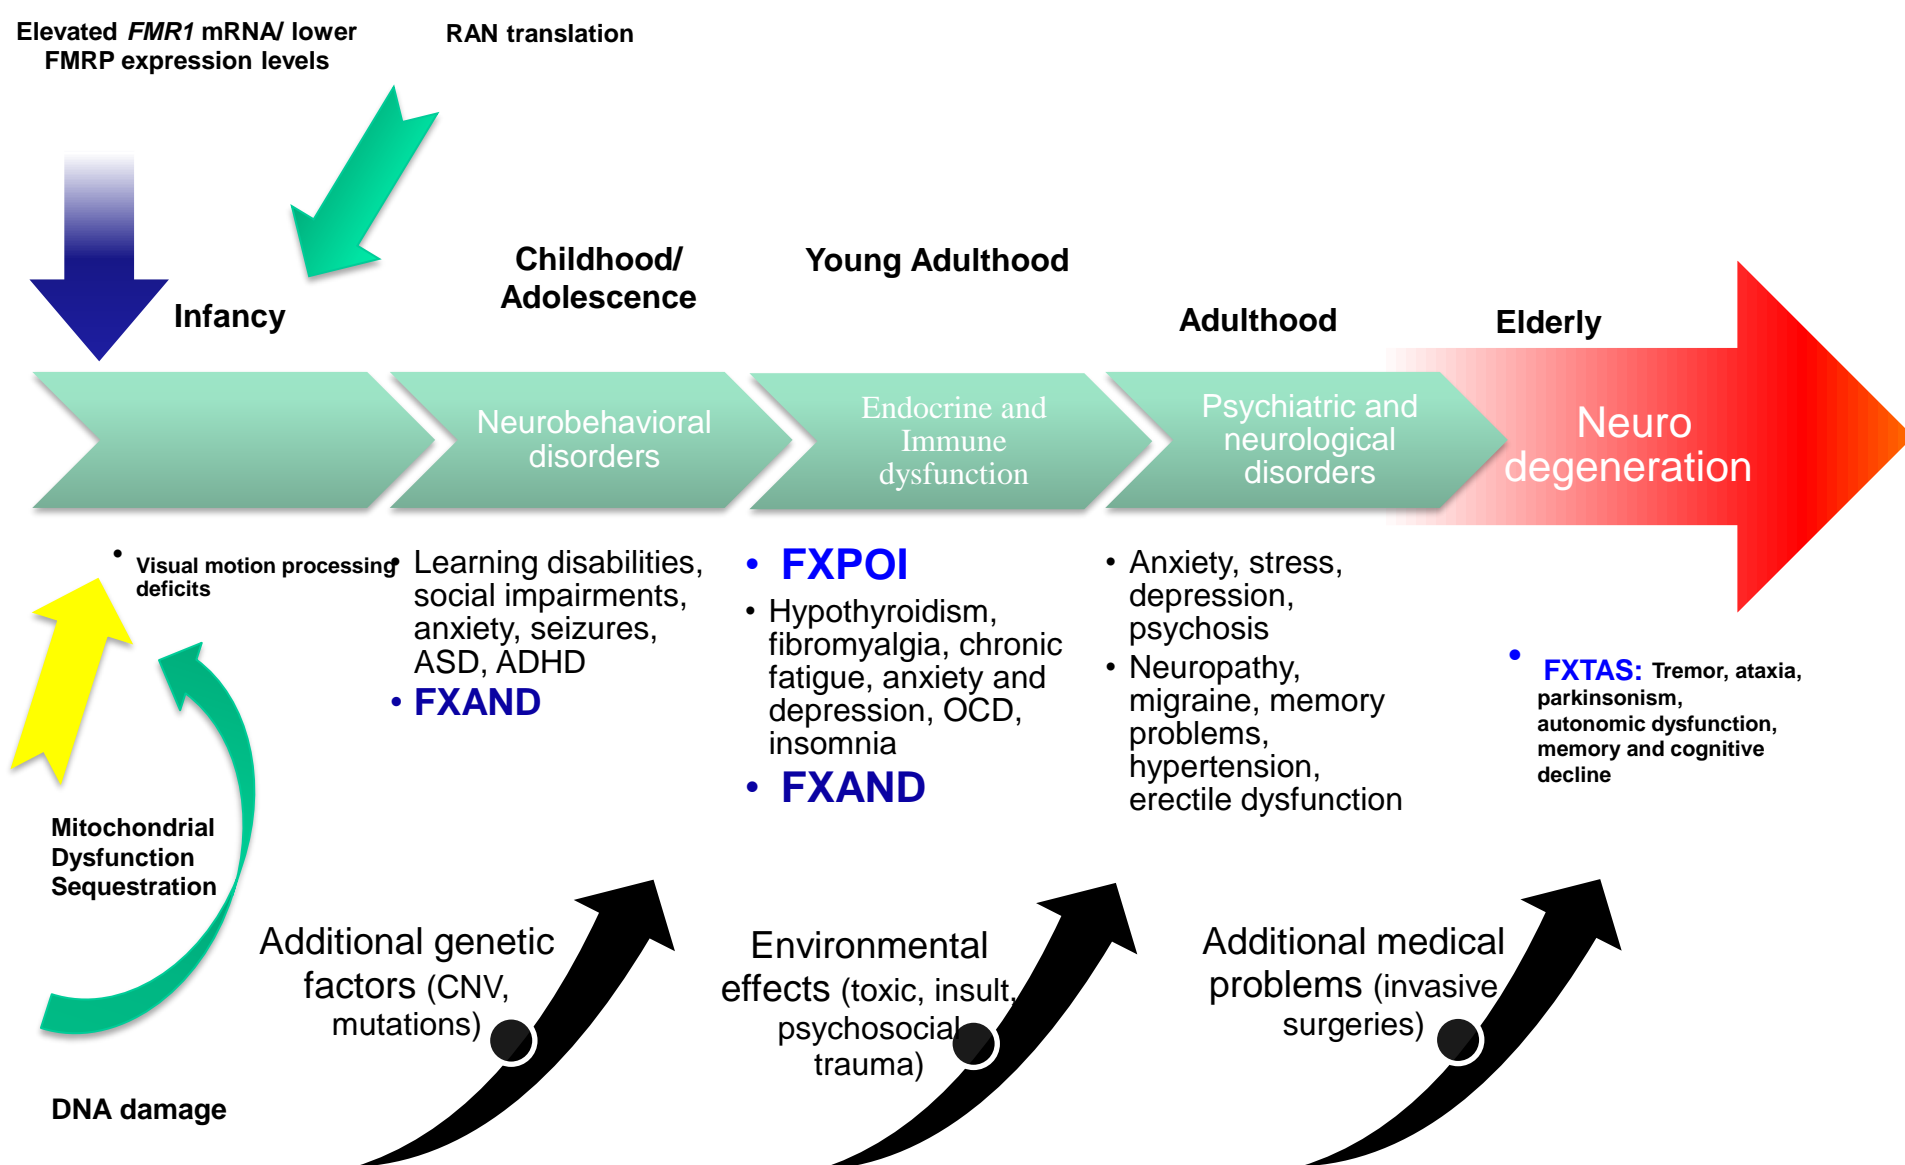 Elevated FMR1 mRNA/ lower
FMRP expression levels
RAN translation
Infancy
Childhood/
Adolescence
Young Adulthood
Adulthood
Elderly
Neurobehavioral
disorders
Endocrine and
Immune
dysfunction
Psychiatric and
neurological
disorders
Neuro
degeneration
• Visual motion processing
deficits
• Learning disabilities,
social impairments,
anxiety, seizures,
ASD, ADHD
• FXAND
• FXPOI
• Hypothyroidism,
fibromyalgia, chronic
fatigue, anxiety and
depression, OCD,
insomnia
• FXAND
• Anxiety, stress,
depression,
psychosis
• Neuropathy,
migraine, memory
problems,
hypertension,
erectile dysfunction
• FXTAS: Tremor, ataxia,
parkinsonism,
autonomic dysfunction,
memory and cognitive
decline
Mitochondrial
Dysfunction
Sequestration
DNA damage
Additional genetic
factors (CNV,
mutations)
Environmental
effects (toxic, insult,
psychosocial
trauma)
Additional medical
problems (invasive
surgeries)